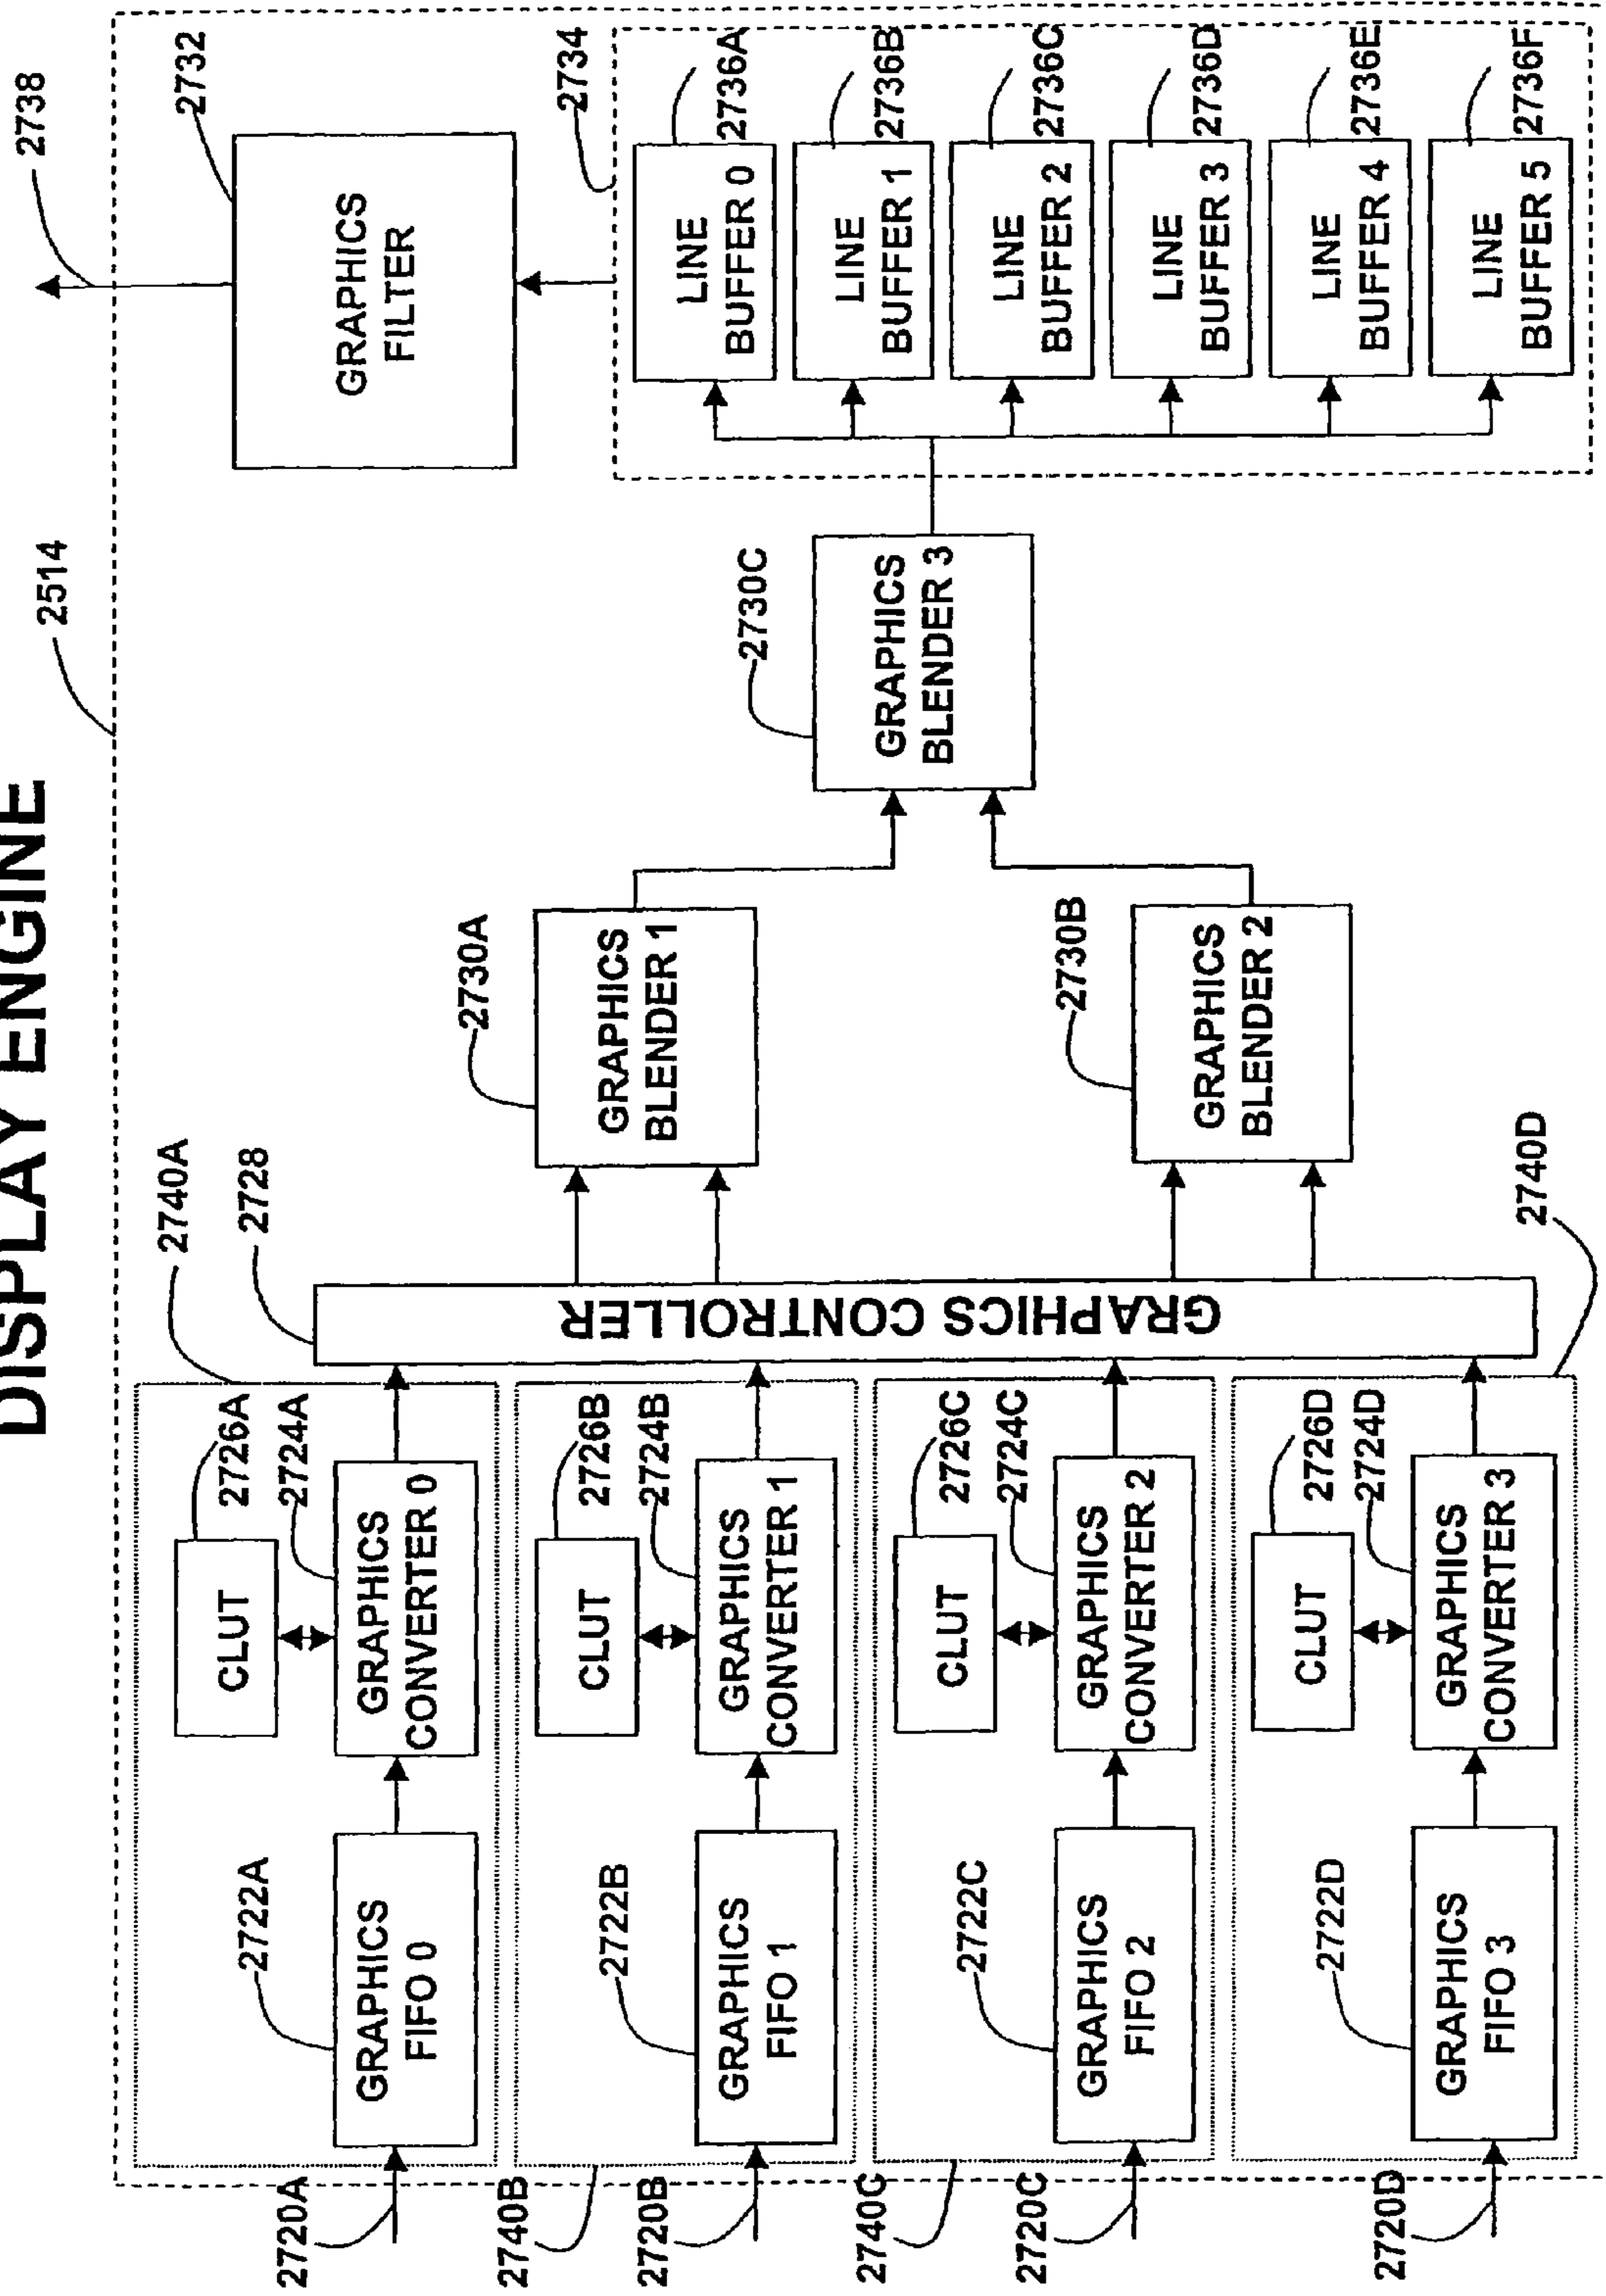 DISPLAY ENGINE
2514
2738
2740A
2728
2732
2720A
2722A
GRAPHICS
FIFO 0
CLUT
2726A
2724A
GRAPHICS
CONVERTER 0
2740B
2720B
2722B
GRAPHICS
FIFO 1
CLUT
2726B
2724B
GRAPHICS
CONVERTER 1
2740C
2720C
2722C
GRAPHICS
FIFO 2
CLUT
2726C
2724C
GRAPHICS
CONVERTER 2
2720D
2722D
GRAPHICS
FIFO 3
CLUT
2726D
2724D
GRAPHICS
CONVERTER 3
2740D
GRAPHICS CONTROLLER
2730A
GRAPHICS
BLENDER 1
2730B
GRAPHICS
BLENDER 2
2730C
GRAPHICS
BLENDER 3
GRAPHICS
FILTER
2734
LINE
BUFFER 0
2736A
LINE
BUFFER 1
2736B
LINE
BUFFER 2
2736C
LINE
BUFFER 3
2736D
LINE
BUFFER 4
2736E
LINE
BUFFER 5
2736F